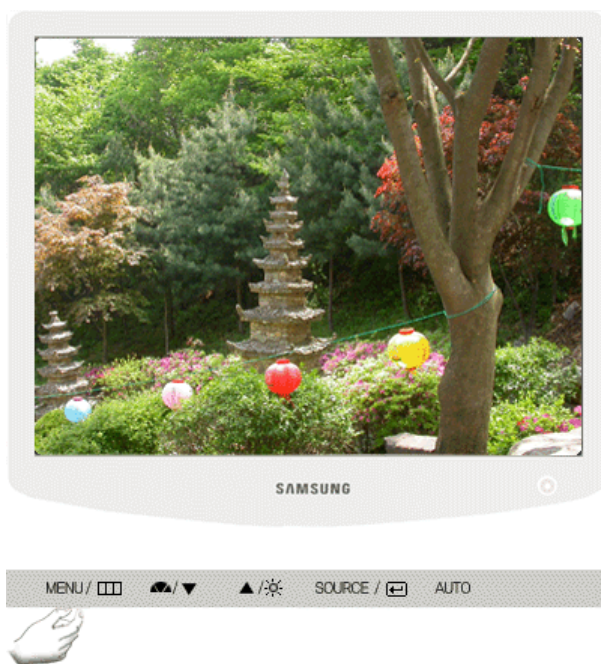 SAMSUNG
MENU / ▥ ◠/▼ ▲/☼ SOURCE / ⏎ AUTO